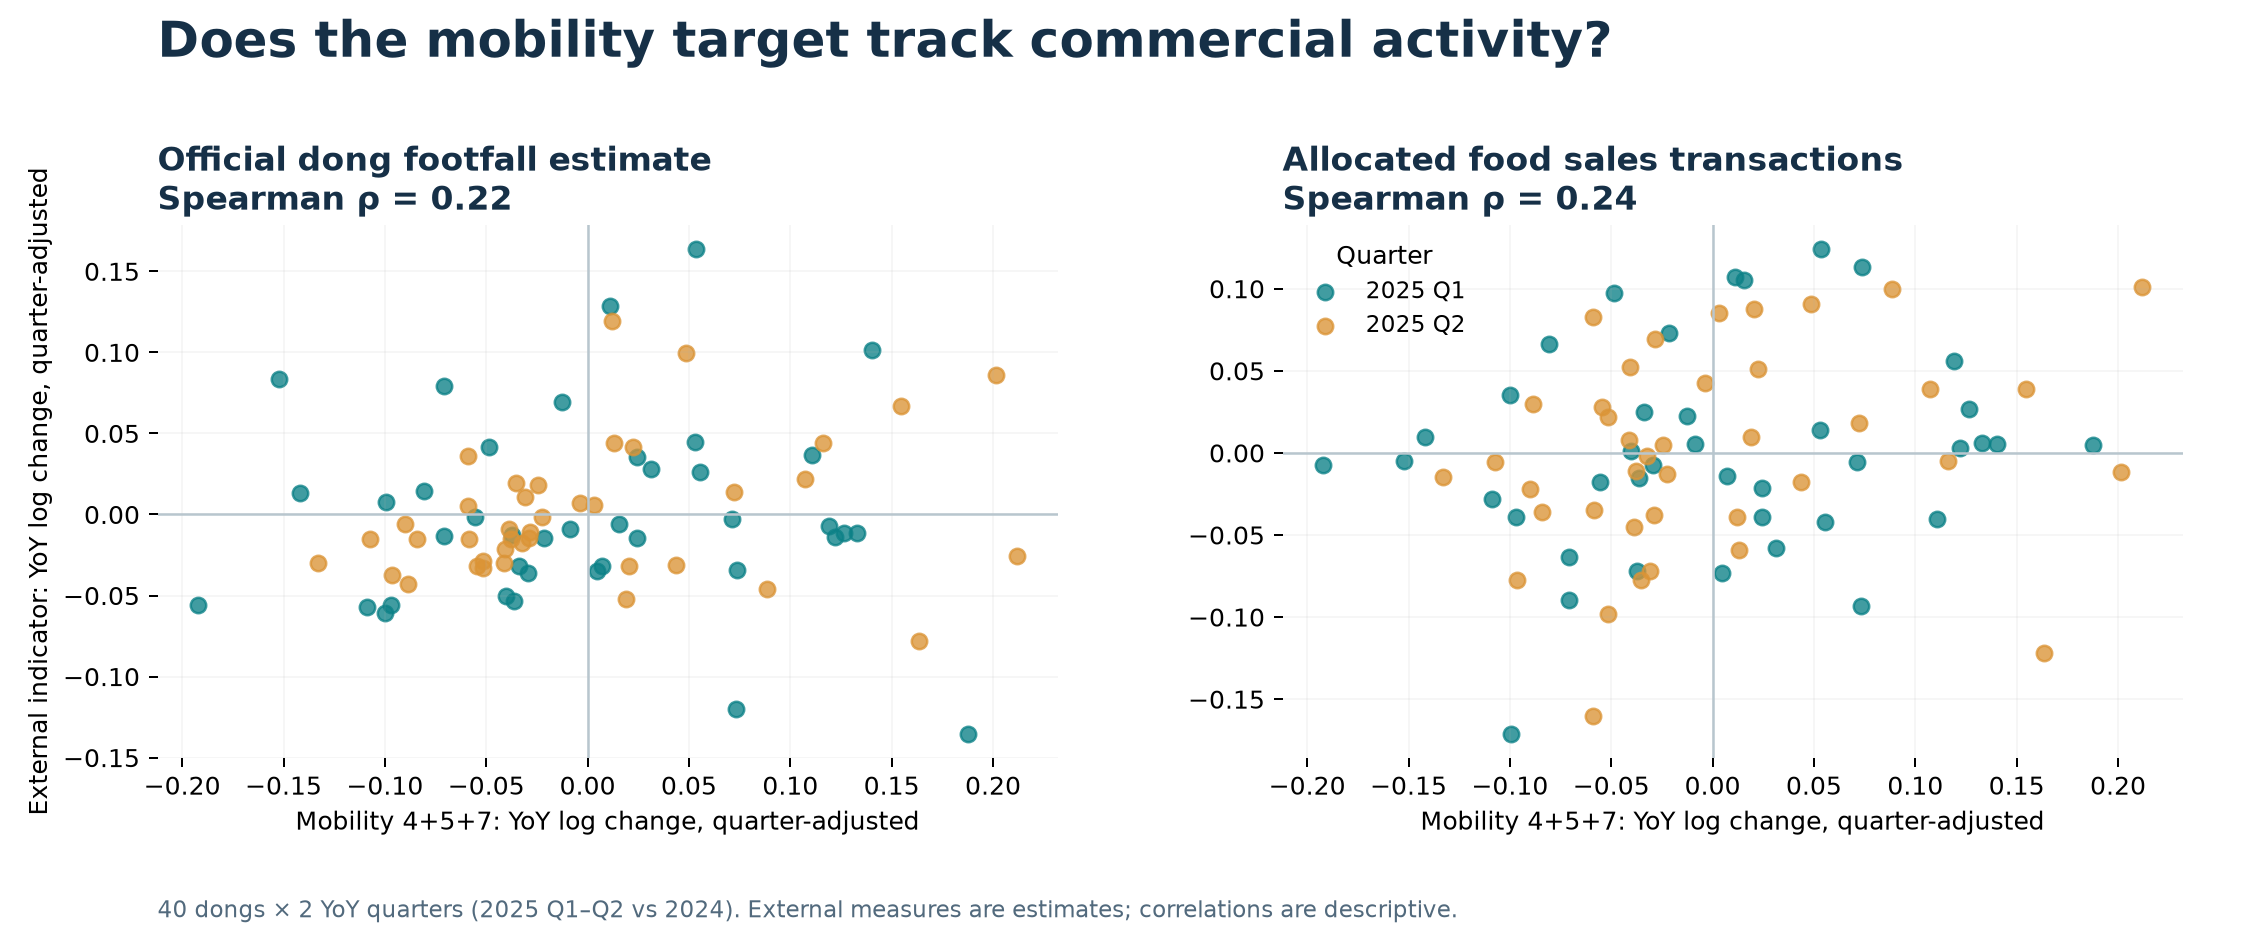 Does the mobility target track commercial activity?
Official dong footfall estimate
Spearman ρ = 0.22
External indicator: YoY log change, quarter-adjusted
0.15
0.10
0.05
0.00
−0.05
−0.10
−0.15
−0.20 −0.15 −0.10 −0.05 0.00 0.05 0.10 0.15 0.20
Mobility 4+5+7: YoY log change, quarter-adjusted
Allocated food sales transactions
Spearman ρ = 0.24
Quarter
2025 Q1
2025 Q2
0.10
0.05
0.00
−0.05
−0.10
−0.15
−0.20 −0.15 −0.10 −0.05 0.00 0.05 0.10 0.15 0.20
Mobility 4+5+7: YoY log change, quarter-adjusted
40 dongs × 2 YoY quarters (2025 Q1–Q2 vs 2024). External measures are estimates; correlations are descriptive.